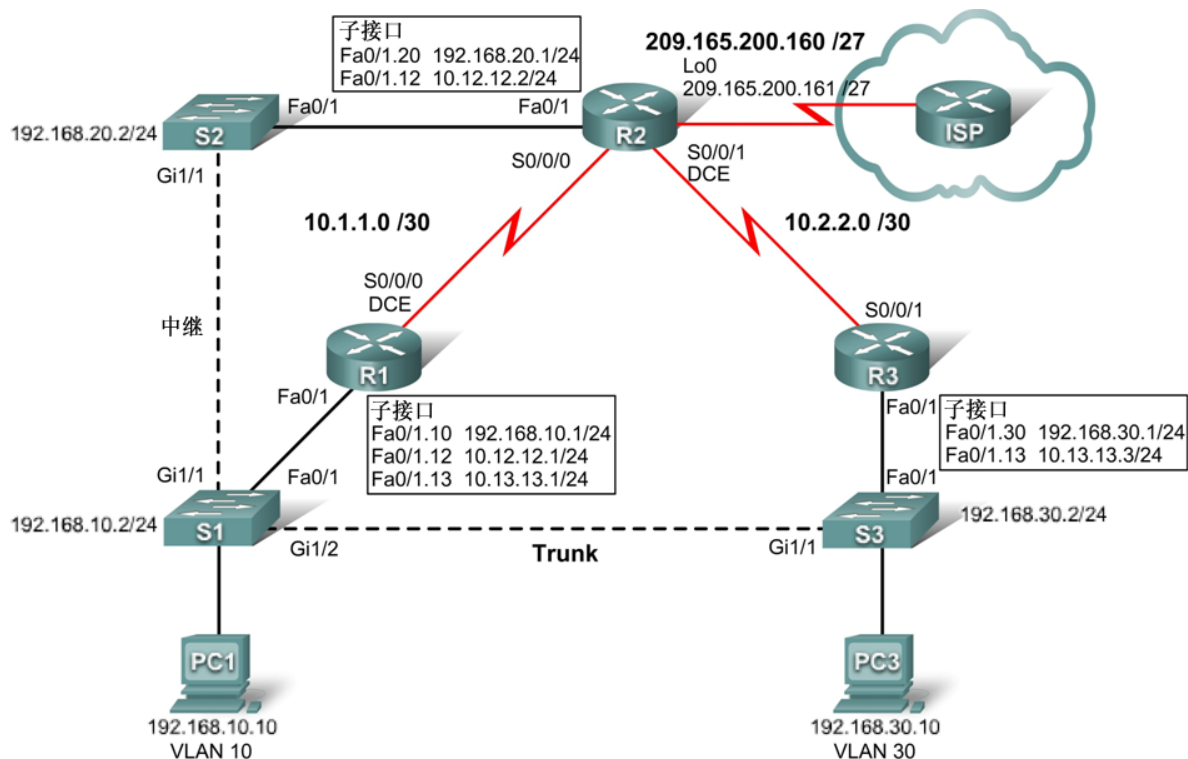 子接口
Fa0/1.20 192.168.20.1/24
Fa0/1.12 10.12.12.2/24
209.165.200.160 /27
Lo0
209.165.200.161 /27
Fa0/1
Fa0/1
192.168.20.2/24
S2
R2
ISP
Gi1/1
S0/0/0
S0/0/1
DCE
10.1.1.0 /30
10.2.2.0 /30
S0/0/0
DCE
中继
S0/0/1
R1
R3
Fa0/1
子接口
Fa0/1.10 192.168.10.1/24
Fa0/1.12 10.12.12.1/24
Fa0/1.13 10.13.13.1/24
Fa0/1
子接口
Fa0/1.30 192.168.30.1/24
Fa0/1.13 10.13.13.3/24
Gi1/1
Fa0/1
Fa0/1
192.168.10.2/24
S1
Gi1/2
Trunk
Gi1/1
S3
192.168.30.2/24
PC1
192.168.10.10
VLAN 10
PC3
192.168.30.10
VLAN 30